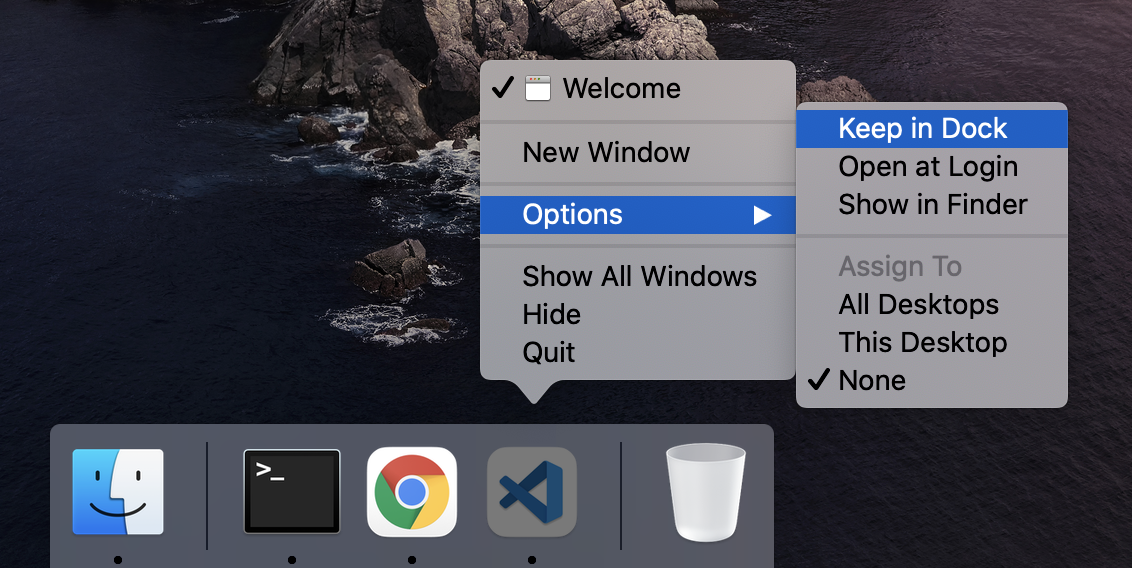 ✓ Welcome
New Window
Options ▶
Show All Windows
Hide
Quit
Keep in Dock
Open at Login
Show in Finder
Assign To
All Desktops
This Desktop
✓ None
>_